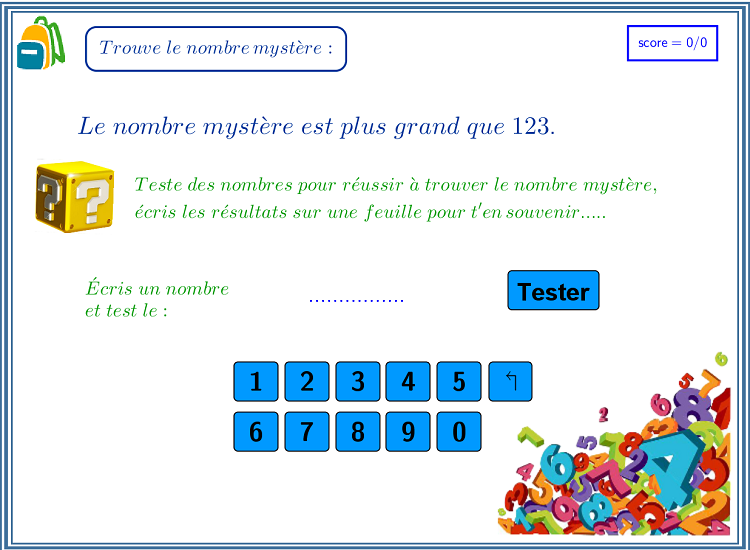 Trouve le nombre mystère :
score = 0/0
Le nombre mystère est plus grand que 123.
? ?
Teste des nombres pour réussir à trouver le nombre mystère,
écris les résultats sur une feuille pour t'en souvenir.....
Écris un nombre
et test le :
................
Tester
1 2 3 4 5 ↰
6 7 8 9 0